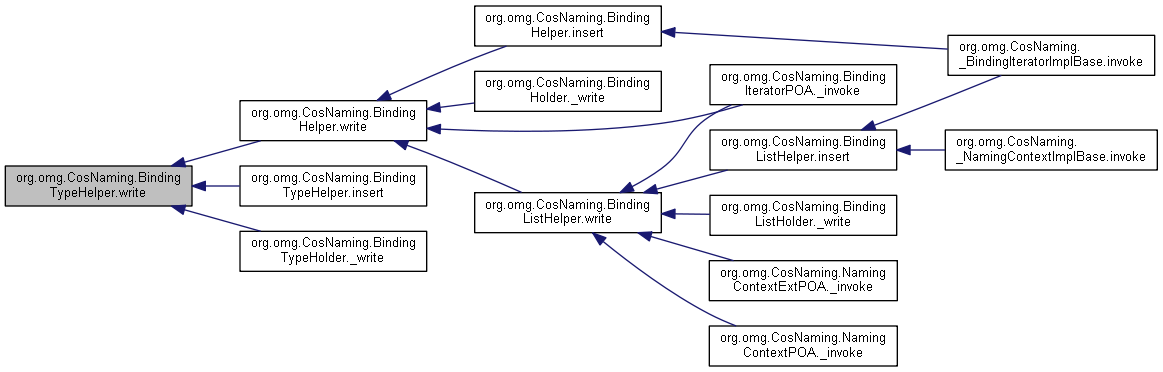 org.omg.CosNaming.Binding
TypeHelper.write
org.omg.CosNaming.Binding
Helper.write
org.omg.CosNaming.Binding
TypeHelper.insert
org.omg.CosNaming.Binding
TypeHolder._write
org.omg.CosNaming.Binding
Helper.insert
org.omg.CosNaming.Binding
Holder._write
org.omg.CosNaming.Binding
ListHelper.write
org.omg.CosNaming.Binding
IteratorPOA._invoke
org.omg.CosNaming.Binding
ListHelper.insert
org.omg.CosNaming.Binding
ListHolder._write
org.omg.CosNaming.Naming
ContextExtPOA._invoke
org.omg.CosNaming.Naming
ContextPOA._invoke
org.omg.CosNaming.
_BindingIteratorImplBase.invoke
org.omg.CosNaming.
_NamingContextImplBase.invoke